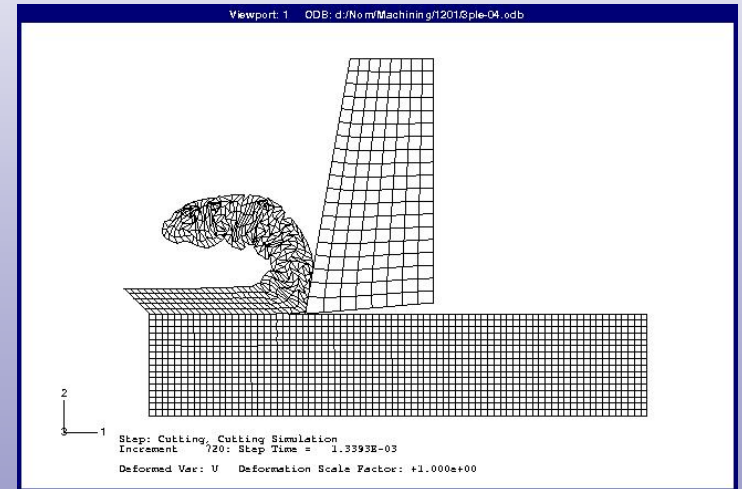 Viewport: 1 ODB: d:/Nom/Machining/1201/3ple-04.odb
2
3 1
Step: Cutting, Cutting Simulation
Increment 720: Step Time = 1.3393E-03
Deformed Var: U Deformation Scale Factor: +1.000e+00